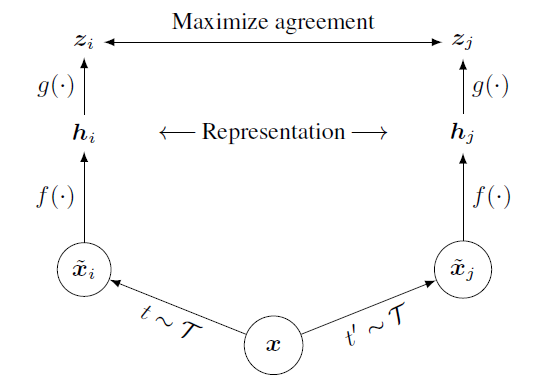 Maximize agreement
z_i z_j
g(·) g(·)
h_i ← Representation → h_j
f(·) f(·)
x̃_i x̃_j
t ∼ 𝒯 t' ∼ 𝒯
x